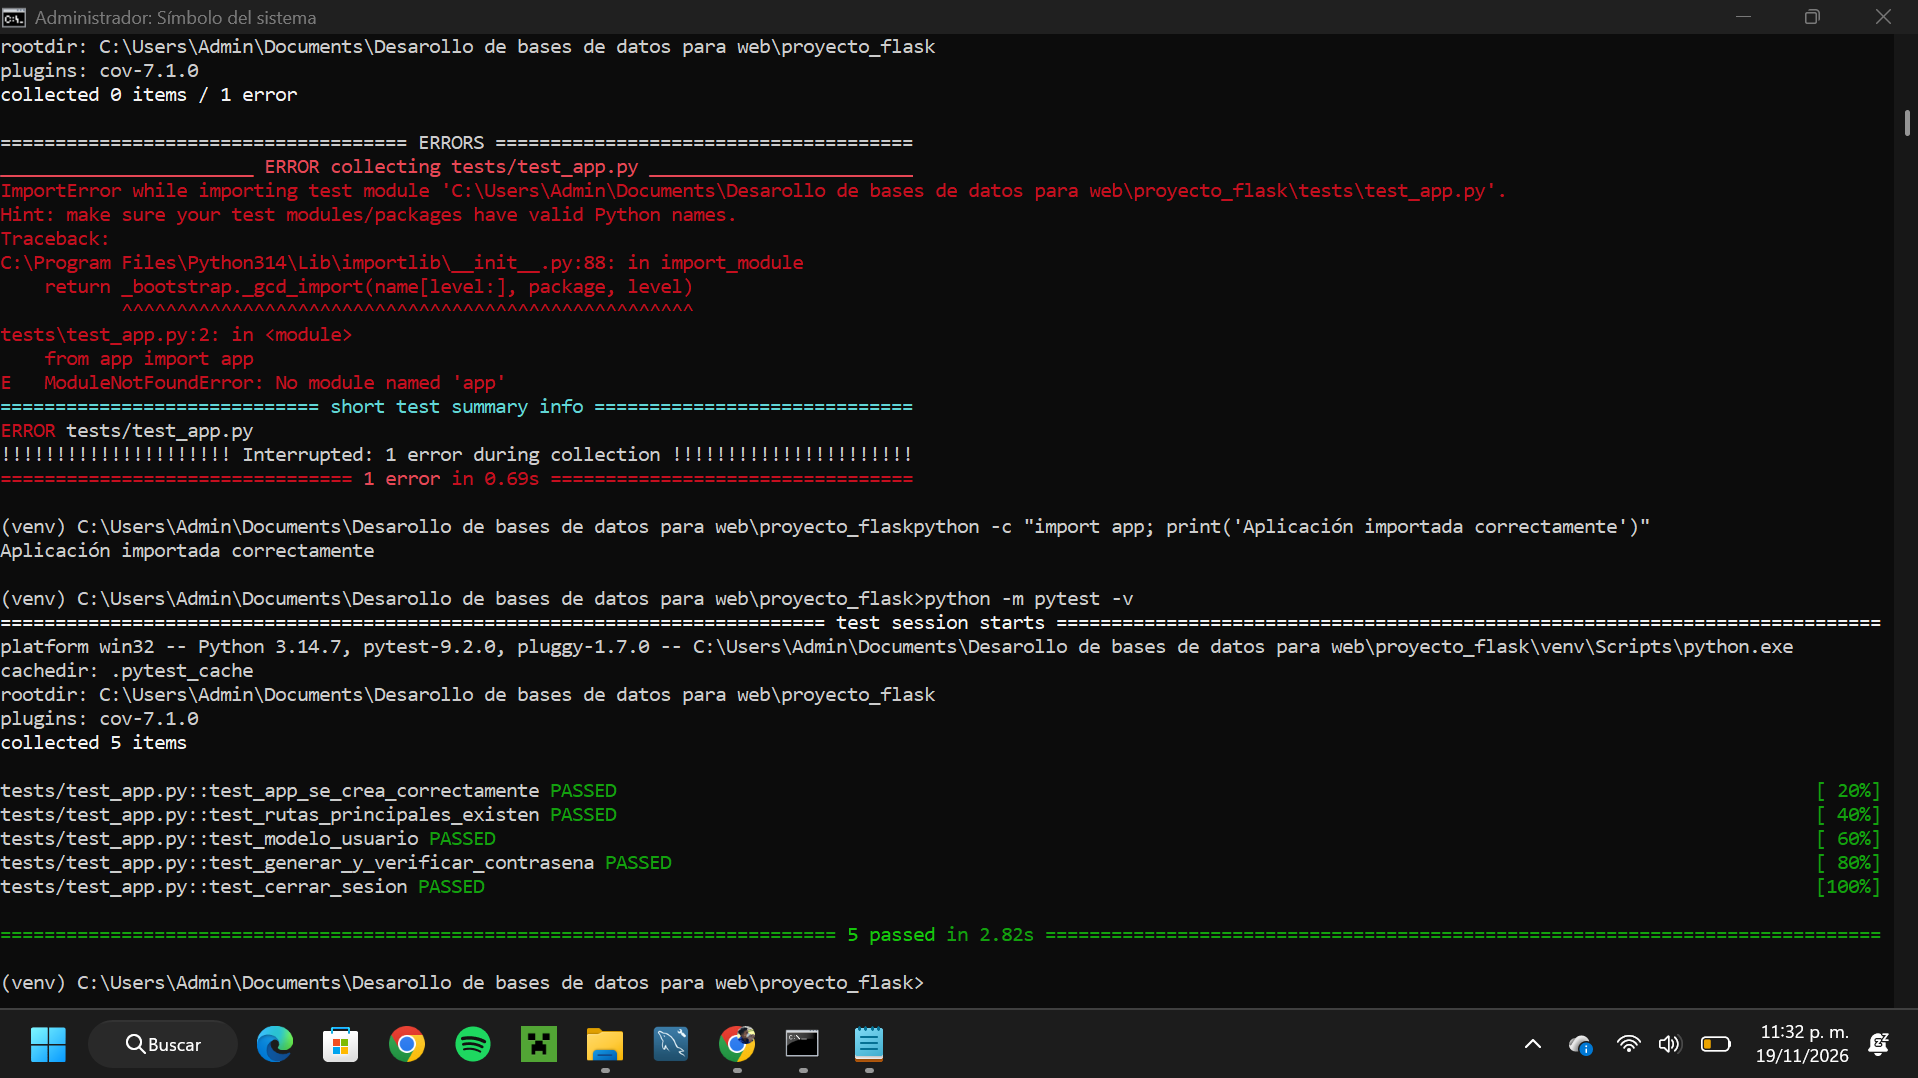 Administrador: Símbolo del sistema
rootdir: C:\Users\Admin\Documents\Desarollo de bases de datos para web\proyecto_flask
plugins: cov-7.1.0
collected 0 items / 1 error
===================================== ERRORS ======================================
_______________________ ERROR collecting tests/test_app.py ________________________
ImportError while importing test module 'C:\Users\Admin\Documents\Desarollo de bases de datos para web\proyecto_flask\tests\test_app.py'.
Hint: make sure your test modules/packages have valid Python names.
Traceback:
C:\Program Files\Python314\Lib\importlib\__init__.py:88: in import_module
    return _bootstrap._gcd_import(name[level:], package, level)
           ^^^^^^^^^^^^^^^^^^^^^^^^^^^^^^^^^^^^^^^^^^^^^^^^^^^^
tests\test_app.py:2: in <module>
    from app import app
E   ModuleNotFoundError: No module named 'app'
============================= short test summary info =============================
ERROR tests/test_app.py
!!!!!!!!!!!!!!!!!!!!! Interrupted: 1 error during collection !!!!!!!!!!!!!!!!!!!!!!
================================ 1 error in 0.69s =================================
(venv) C:\Users\Admin\Documents\Desarollo de bases de datos para web\proyecto_flaskpython -c "import app; print('Aplicación importada correctamente')"
Aplicación importada correctamente
(venv) C:\Users\Admin\Documents\Desarollo de bases de datos para web\proyecto_flask>python -m pytest -v
=========================================================================== test session starts ===========================================================================
platform win32 -- Python 3.14.7, pytest-9.2.0, pluggy-1.7.0 -- C:\Users\Admin\Documents\Desarollo de bases de datos para web\proyecto_flask\venv\Scripts\python.exe
cachedir: .pytest_cache
rootdir: C:\Users\Admin\Documents\Desarollo de bases de datos para web\proyecto_flask
plugins: cov-7.1.0
collected 5 items
tests/test_app.py::test_app_se_crea_correctamente PASSED [ 20%]
tests/test_app.py::test_rutas_principales_existen PASSED [ 40%]
tests/test_app.py::test_modelo_usuario PASSED [ 60%]
tests/test_app.py::test_generar_y_verificar_contrasena PASSED [ 80%]
tests/test_app.py::test_cerrar_sesion PASSED [100%]
============================================================================ 5 passed in 2.82s ============================================================================
(venv) C:\Users\Admin\Documents\Desarollo de bases de datos para web\proyecto_flask>
Buscar
11:32 p. m.
19/11/2026